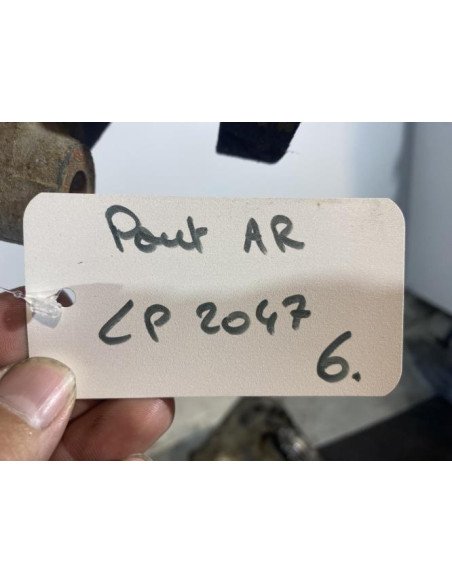 Pont AR
CP 2047
6.